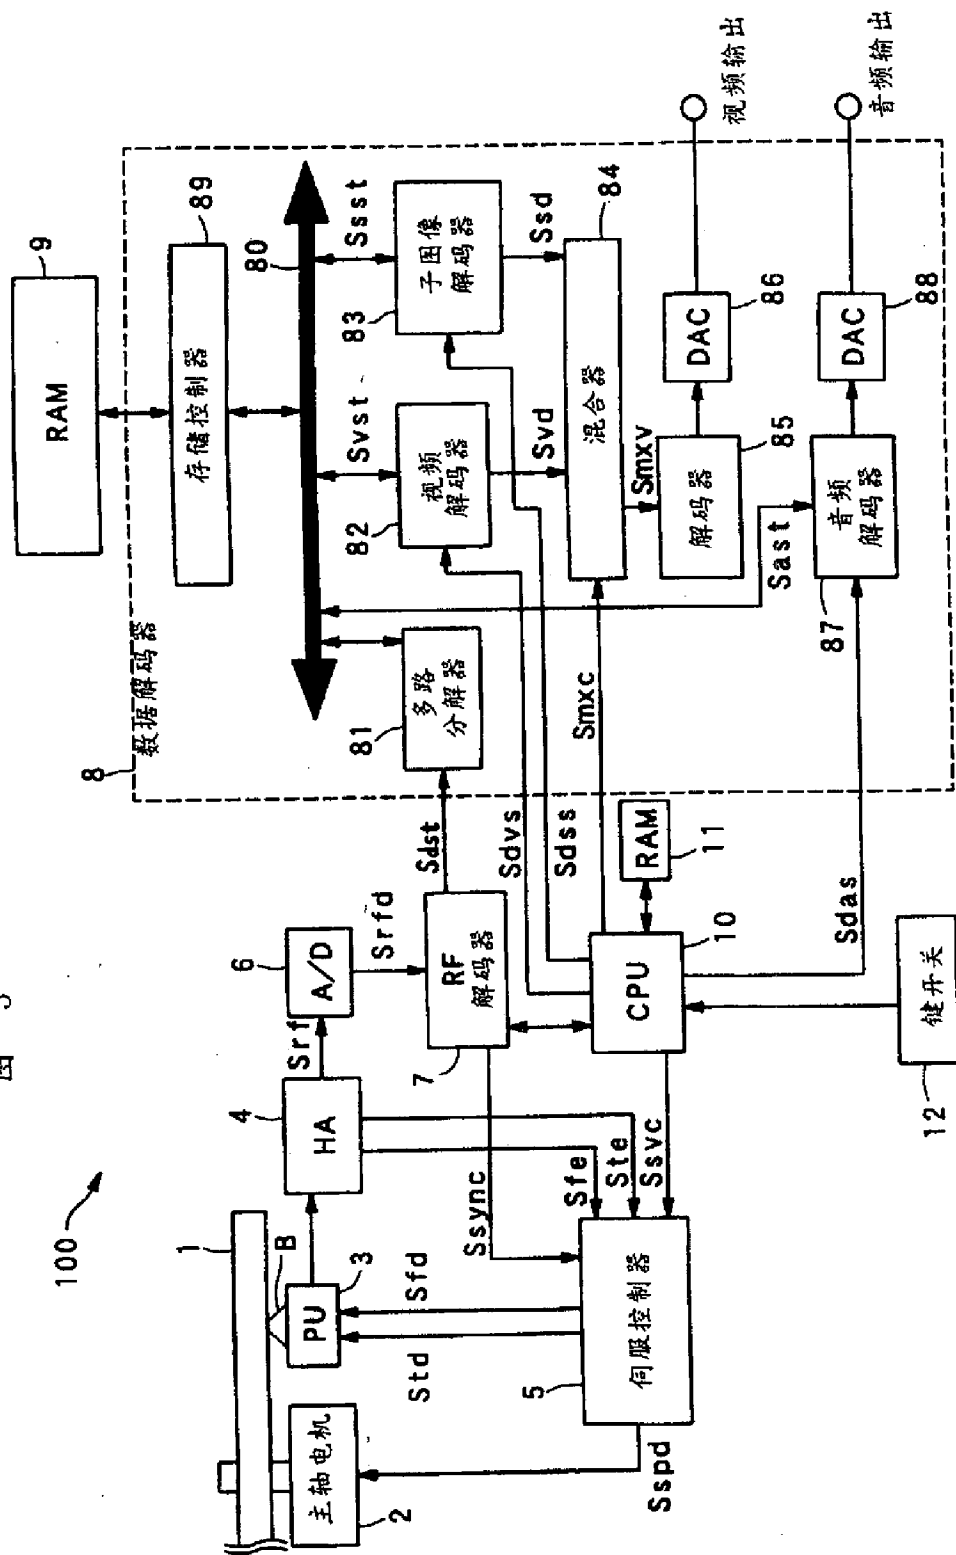 图 3
100
1
B
主轴电机
2
PU
3
HA
4
Srf
A/D
6
Srfd
RF
解码器
7
Sdst
Sfd
Std
伺服控制器
5
Sspd
Ssync
Sfe
Ste
Ssvc
CPU
10
RAM
11
键开关
12
Sdvs
Sdss
Smxc
Sdas
8
数据解码器
RAM
9
存储控制器
89
80
多路
分解器
81
Svst
视频
解码器
82
Svd
Ssst
子图像
解码器
83
Ssd
混合器
84
Smxv
解码器
85
DAC
86
视频输出
Sast
音频
解码器
87
DAC
88
音频输出